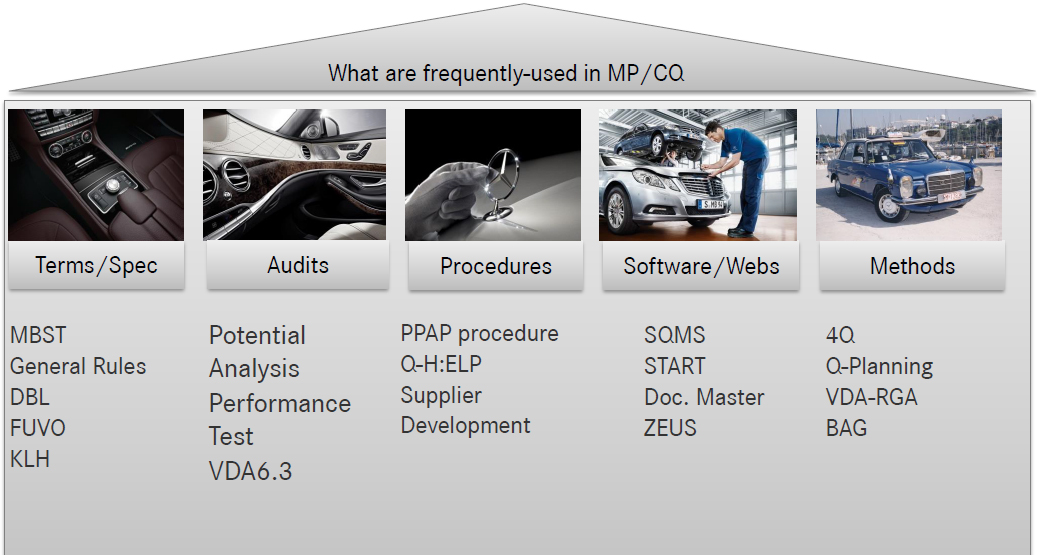 What are frequently-used in MP/CQ
Terms/Spec
MBST
General Rules
DBL
FUVO
KLH
Audits
Potential
Analysis
Performance
Test
VDA6.3
Procedures
PPAP procedure
Q-H:ELP
Supplier
Development
Software/Webs
SQMS
START
Doc. Master
ZEUS
Methods
4Q
Q-Planning
VDA-RGA
BAG